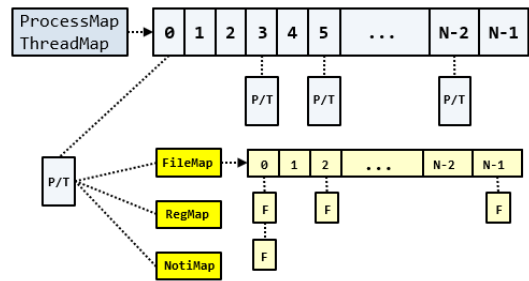 ProcessMap
ThreadMap
0 1 2 3 4 5 ... N-2 N-1
P/T P/T P/T
P/T
FileMap
0 1 2 ... N-2 N-1
RegMap
F F F
NotiMap
F